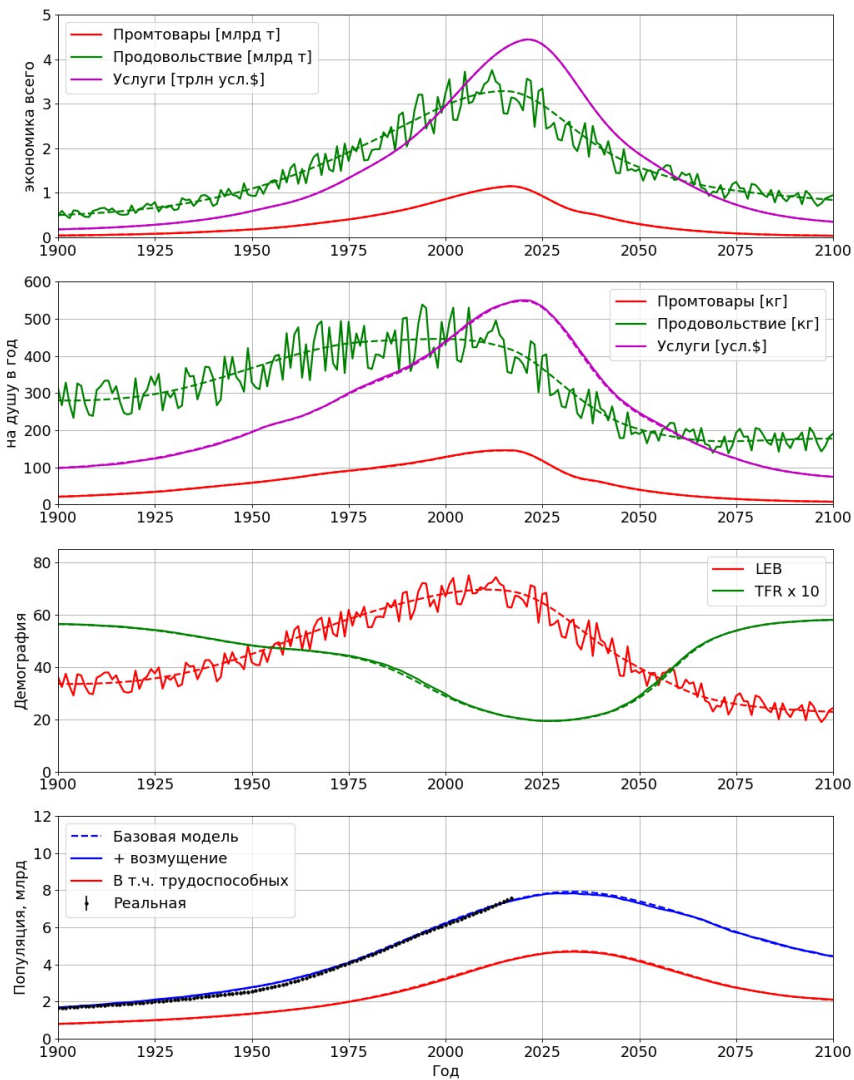 5
4
3
2
1
0
экономика всего
Промтовары [млрд т]
Продовольствие [млрд т]
Услуги [трлн усл.$]
1900 1925 1950 1975 2000 2025 2050 2075 2100
600
500
400
300
200
100
0
на душу в год
Промтовары [кг]
Продовольствие [кг]
Услуги [усл.$]
1900 1925 1950 1975 2000 2025 2050 2075 2100
80
60
40
20
0
Демография
LEB
TFR x 10
1900 1925 1950 1975 2000 2025 2050 2075 2100
12
10
8
6
4
2
0
Популяция, млрд
Базовая модель
+ возмущение
В т.ч. трудоспособных
Реальная
1900 1925 1950 1975 2000 2025 2050 2075 2100
Год